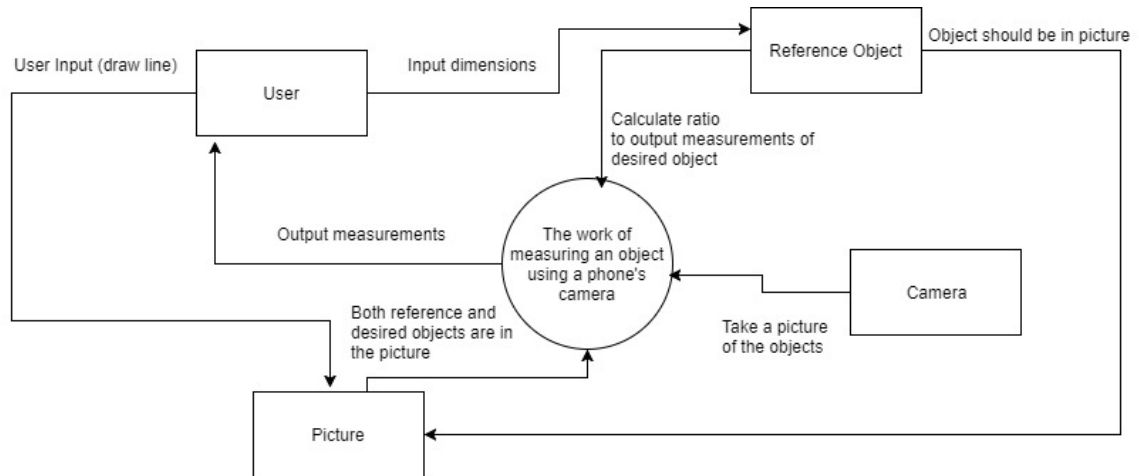 Object should be in picture
Reference Object
User Input (draw line)
Input dimensions
User
Calculate ratio
to output measurements of
desired object
Output measurements
The work of
measuring an object
using a phone's
camera
Camera
Both reference and
desired objects are in
the picture
Take a picture
of the objects
Picture